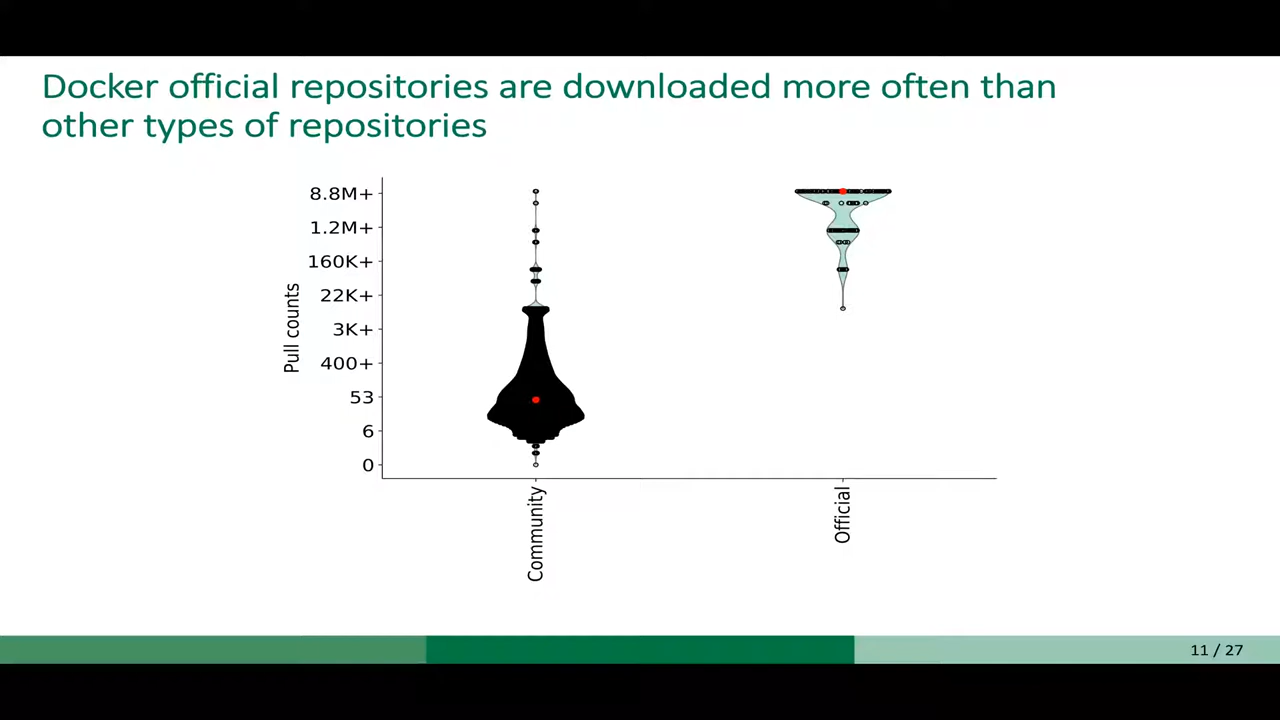 Docker official repositories are downloaded more often than
other types of repositories
Pull counts
8.8M+
1.2M+
160K+
22K+
3K+
400+
53
6
0
Community
Official
11 / 27